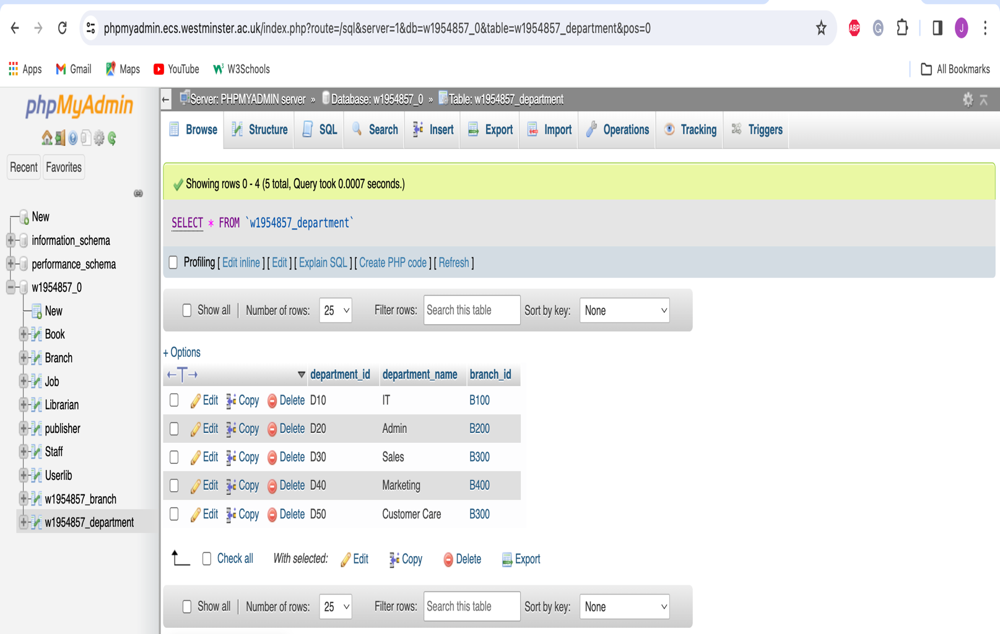 phpmyadmin.ecs.westminster.ac.uk/index.php?route=/sql&server=1&db=w1954857_0&table=w1954857_department&pos=0
ABP
G
J
Apps
Gmail
Maps
YouTube
W3Schools
All Bookmarks
phpMyAdmin
Recent
Favorites
New
information_schema
performance_schema
w1954857_0
New
Book
Branch
Job
Librarian
publisher
Staff
Userlib
w1954857_branch
w1954857_department
Server: PHPMYADMIN server » Database: w1954857_0 » Table: w1954857_department
Browse Structure SQL Search Insert Export Import Operations Tracking Triggers
Showing rows 0 - 4 (5 total, Query took 0.0007 seconds.)
SELECT * FROM `w1954857_department`
Profiling [ Edit inline ] [ Edit ] [ Explain SQL ] [ Create PHP code ] [ Refresh ]
Show all | Number of rows: 25 Filter rows: Search this table Sort by key: None
+ Options
←T→ department_id department_name branch_id
Edit Copy Delete D10 IT B100
Edit Copy Delete D20 Admin B200
Edit Copy Delete D30 Sales B300
Edit Copy Delete D40 Marketing B400
Edit Copy Delete D50 Customer Care B300
Check all With selected: Edit Copy Delete Export
Show all | Number of rows: 25 Filter rows: Search this table Sort by key: None